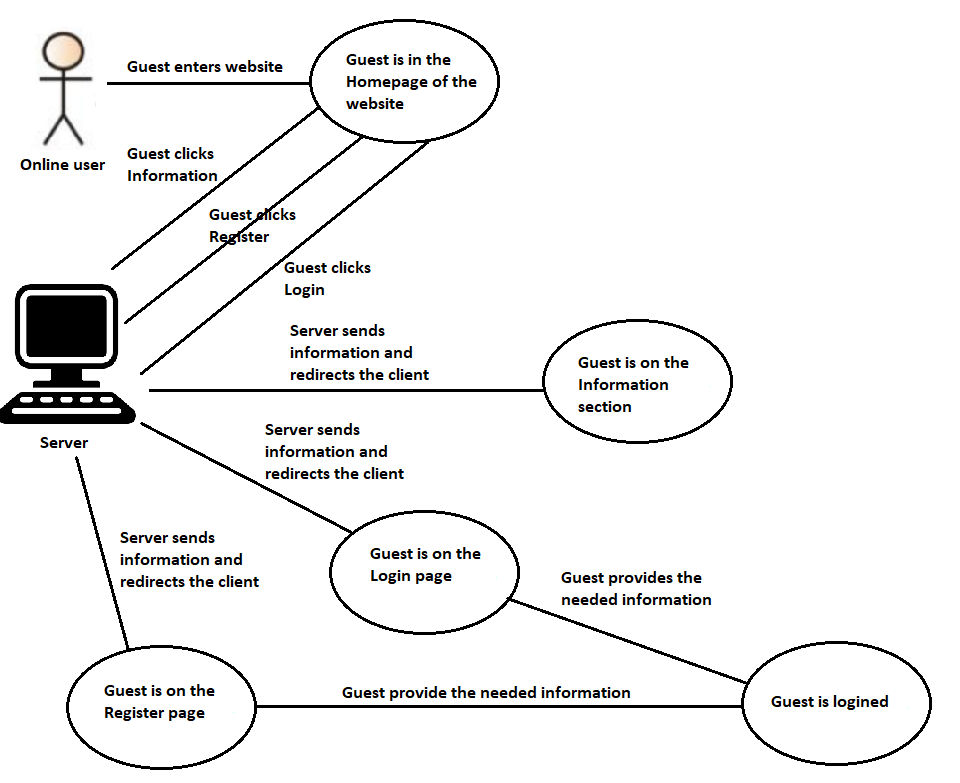 Guest enters website
Guest is in the
Homepage of the
website
Online user
Guest clicks
Information
Guest clicks
Register
Guest clicks
Login
Server sends
information and
redirects the client
Guest is on the
Information
section
Server
Server sends
information and
redirects the client
Server sends
information and
redirects the client
Guest is on the
Login page
Guest provides the
needed information
Guest is on the
Register page
Guest provide the needed information
Guest is logined